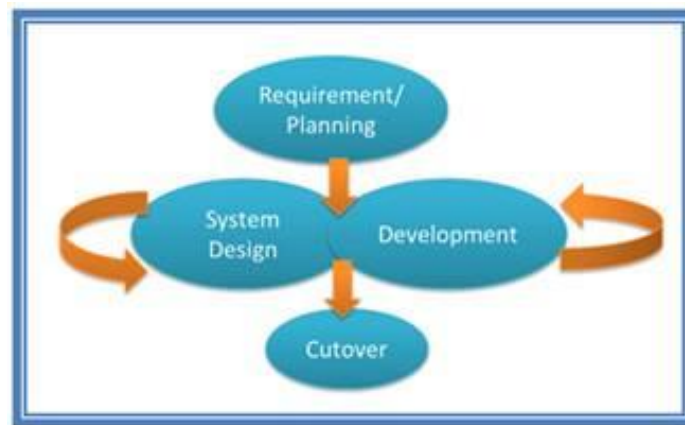 Requirement/
Planning
System
Design
Development
Cutover